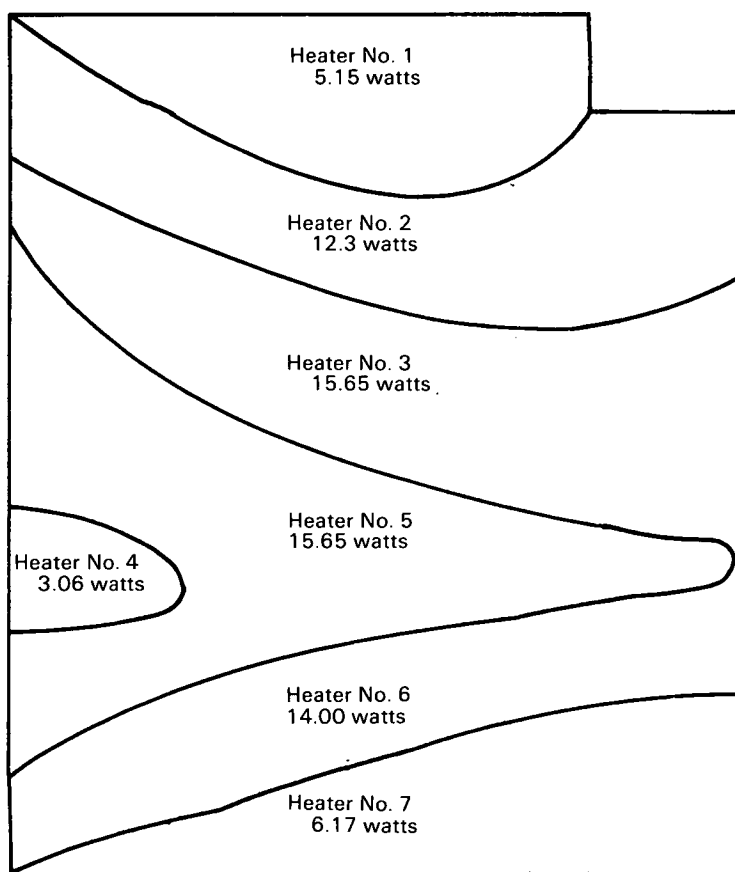 Heater No. 1
5.15 watts
Heater No. 2
12.3 watts
Heater No. 3
15.65 watts
Heater No. 5
15.65 watts
Heater No. 4
3.06 watts
Heater No. 6
14.00 watts
Heater No. 7
6.17 watts